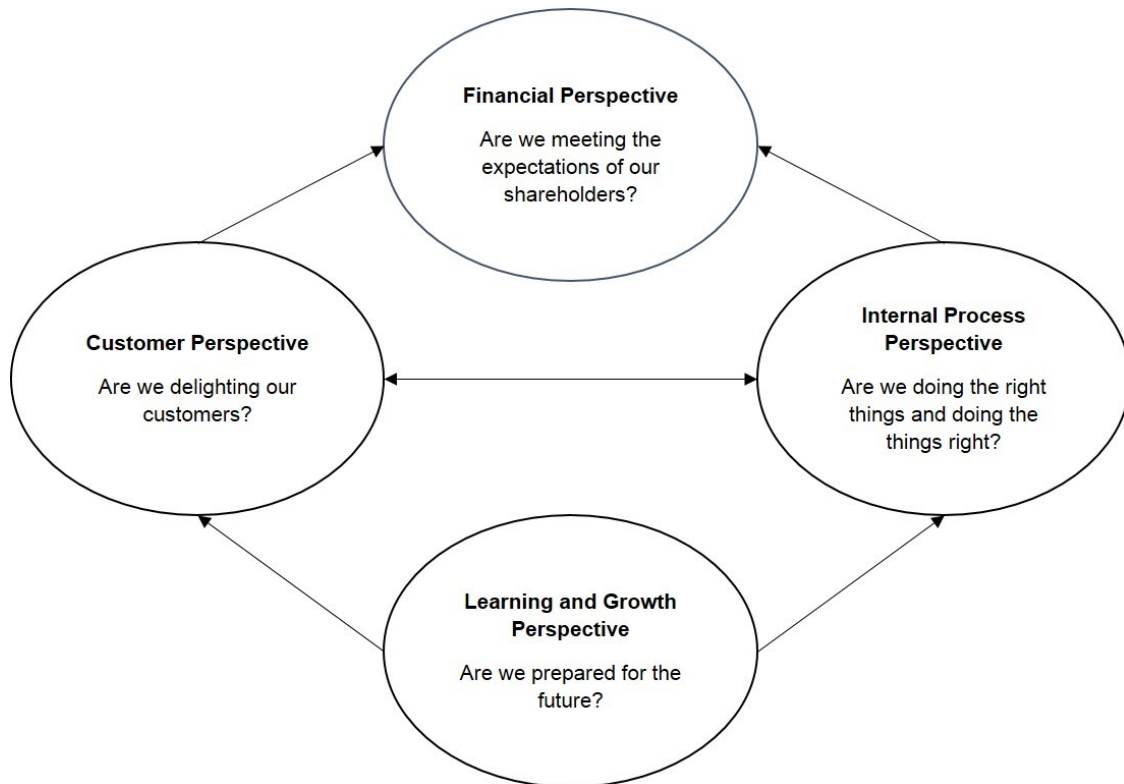 Financial Perspective
Are we meeting the
expectations of our
shareholders?
Customer Perspective
Are we delighting our
customers?
Internal Process
Perspective
Are we doing the right
things and doing the
things right?
Learning and Growth
Perspective
Are we prepared for the
future?